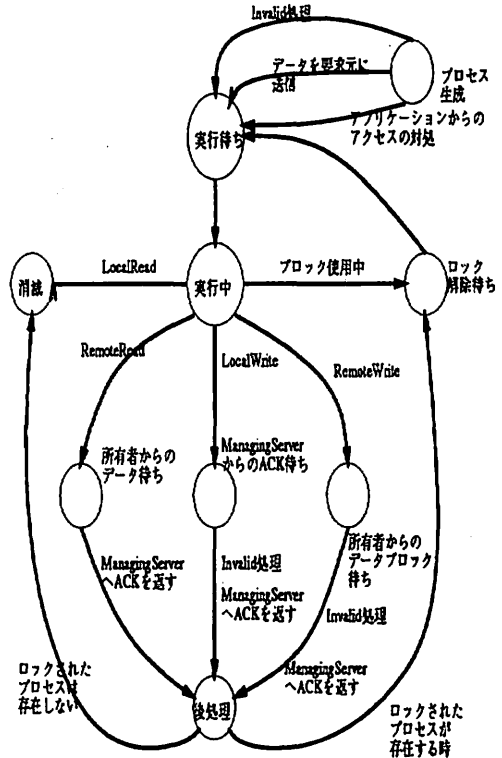 Invalid処理
データを要求元に
送信
プロセス
生成
アプリケーションからの
アクセスの対処
実行待ち
LocalRead
ブロック使用中
消滅
実行中
ロック
解除待ち
RemoteRead
LocalWrite
RemoteWrite
所有者からの
データ待ち
ManagingServer
からのACK待ち
所有者からの
データブロック
待ち
ManagingServer
へACKを返す
Invalid処理
ManagingServer
へACKを返す
Invalid処理
ManagingServer
へACKを返す
ロックされた
プロセスは
存在しない
後処理
ロックされた
プロセスが
存在する時